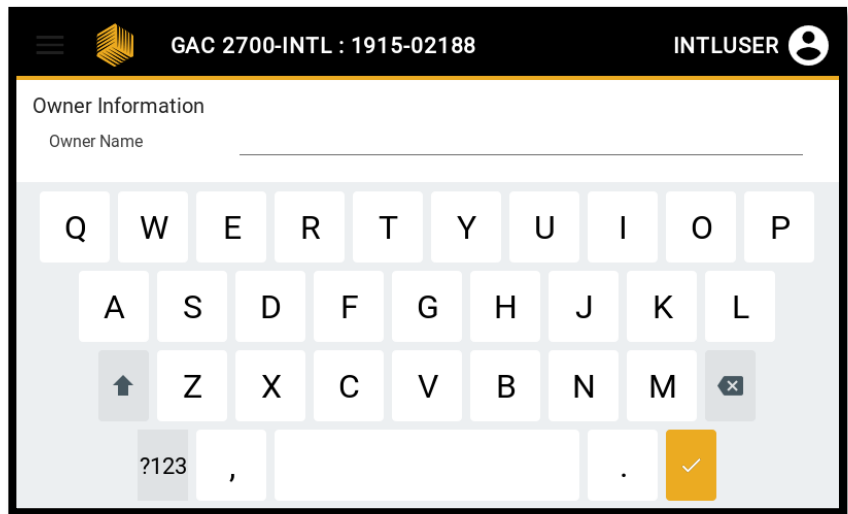 GAC 2700-INTL : 1915-02188 INTLUSER
Owner Information
Owner Name
Q W E R T Y U I O P
A S D F G H J K L
Z X C V B N M
?123 , .